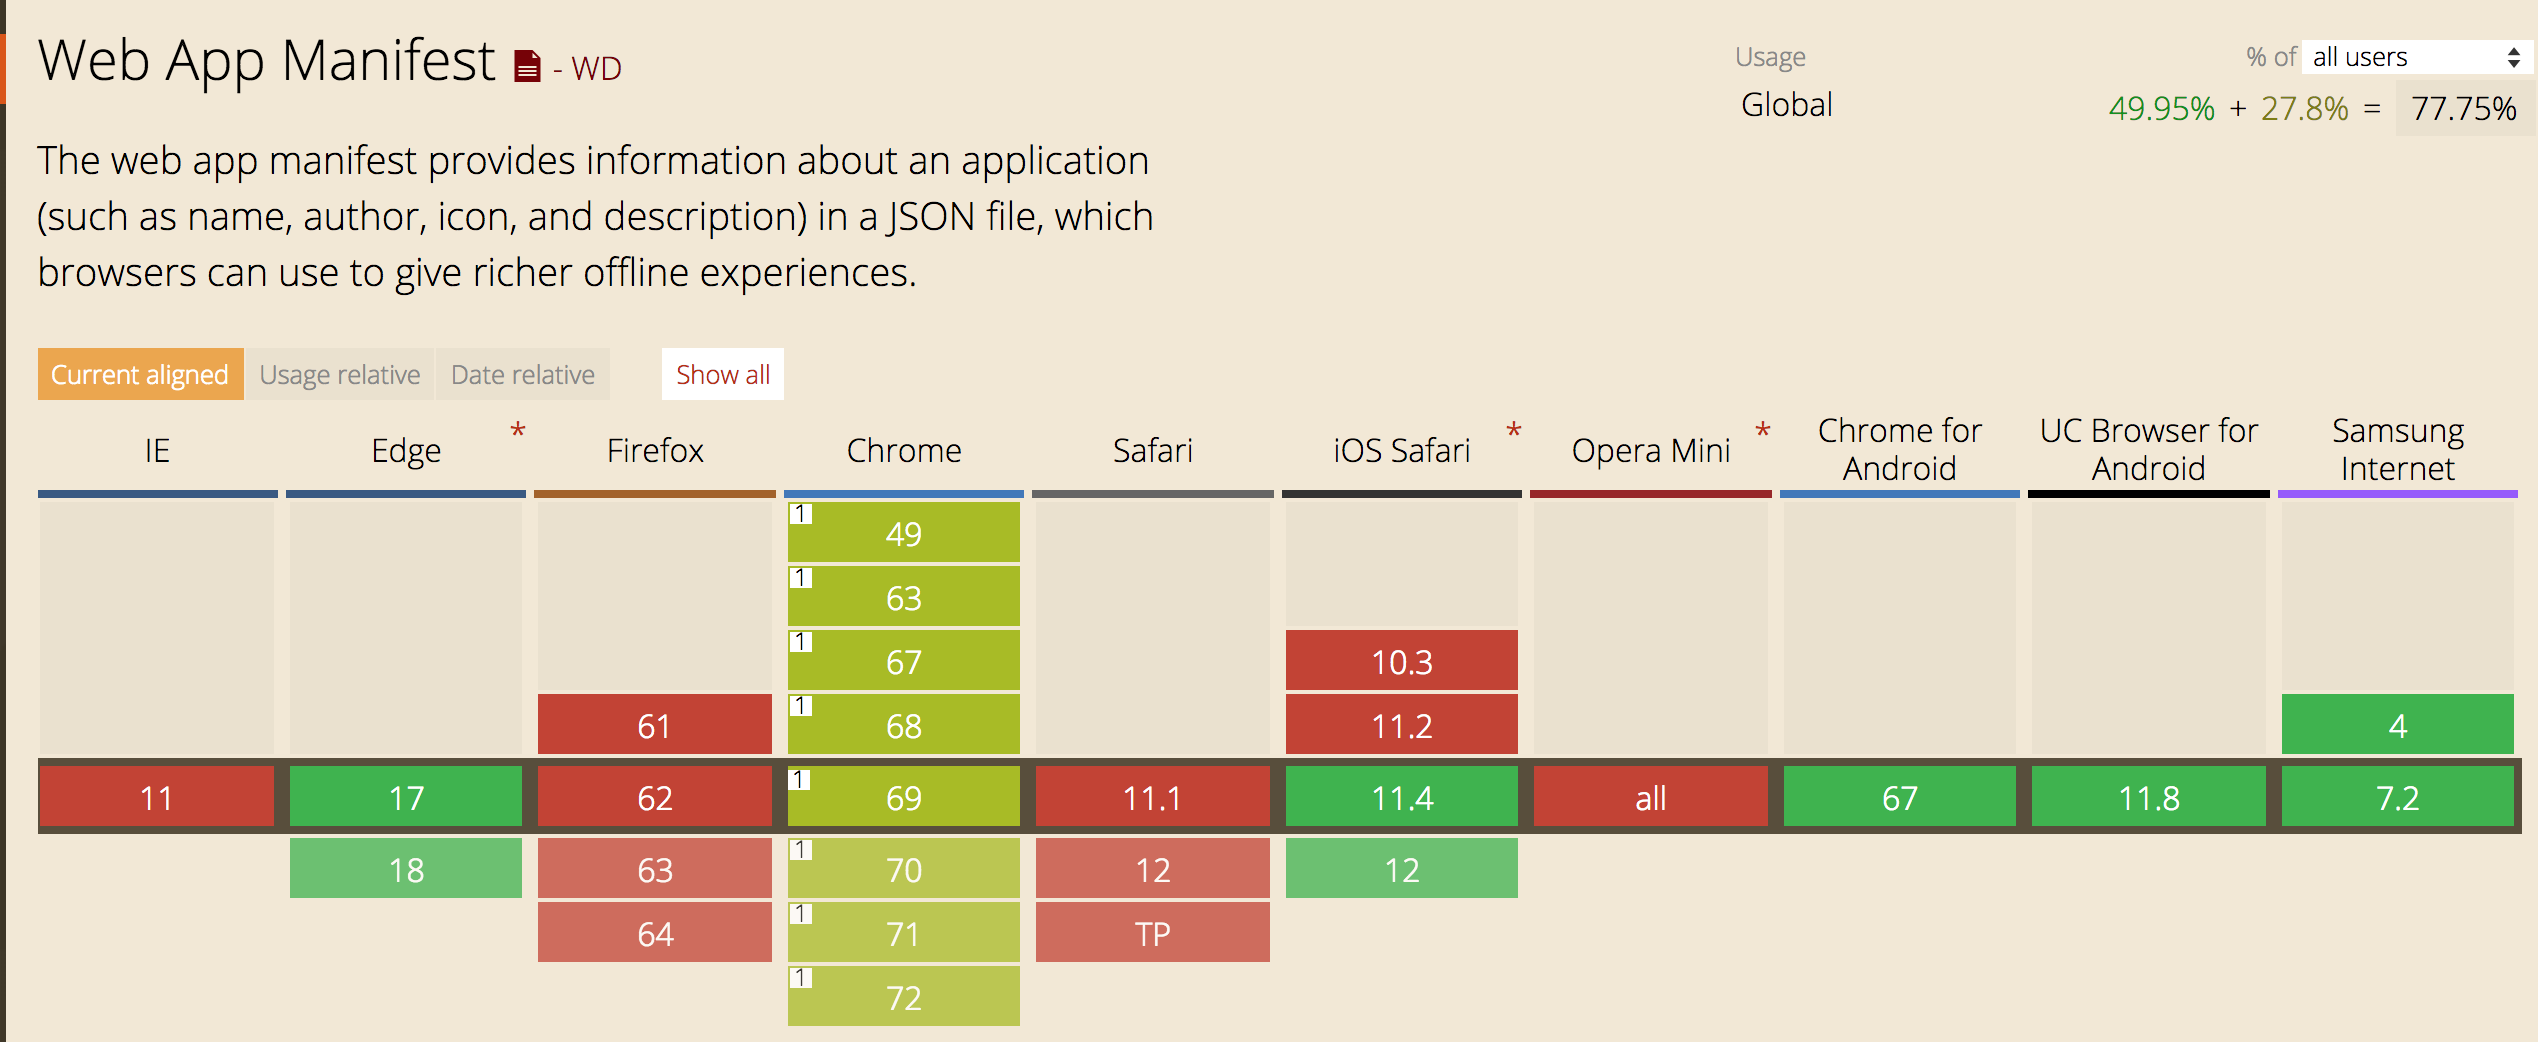 Web App Manifest - WD
Usage % of all users
Global 49.95% + 27.8% = 77.75%
The web app manifest provides information about an application
(such as name, author, icon, and description) in a JSON file, which
browsers can use to give richer offline experiences.
Current aligned Usage relative Date relative Show all
IE Edge * Firefox Chrome Safari iOS Safari * Opera Mini * Chrome for Android UC Browser for Android Samsung Internet
1 49
1 63
1 67 10.3
61 1 68 11.2 4
11 17 62 1 69 11.1 11.4 all 67 11.8 7.2
18 63 1 70 12 12
64 1 71 TP
1 72